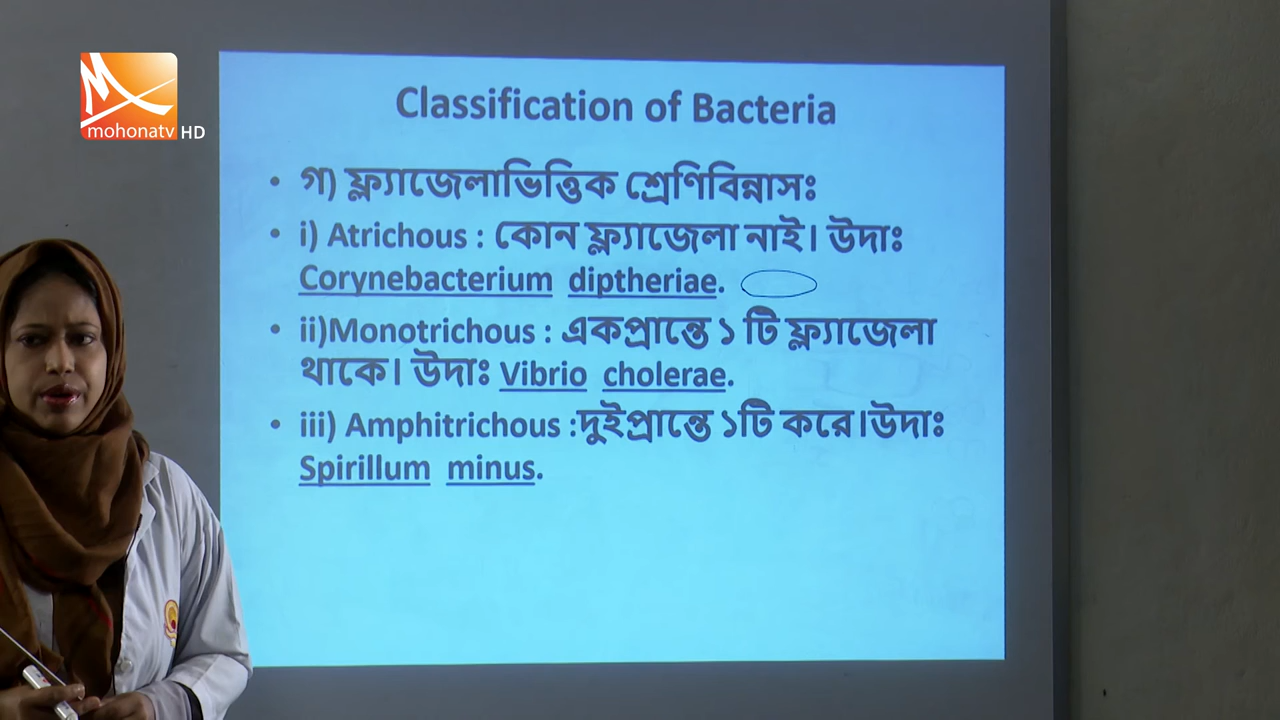 mohonatv HD
Classification of Bacteria
• গ) ফ্ল্যাজেলাভিত্তিক শ্রেণিবিন্নাসঃ
• i) Atrichous : কোন ফ্ল্যাজেলা নাই। উদাঃ
Corynebacterium diptheriae.
• ii)Monotrichous : একপ্রান্তে ১ টি ফ্ল্যাজেলা
থাকে। উদাঃ Vibrio cholerae.
• iii) Amphitrichous :দুইপ্রান্তে ১টি করে।উদাঃ
Spirillum minus.